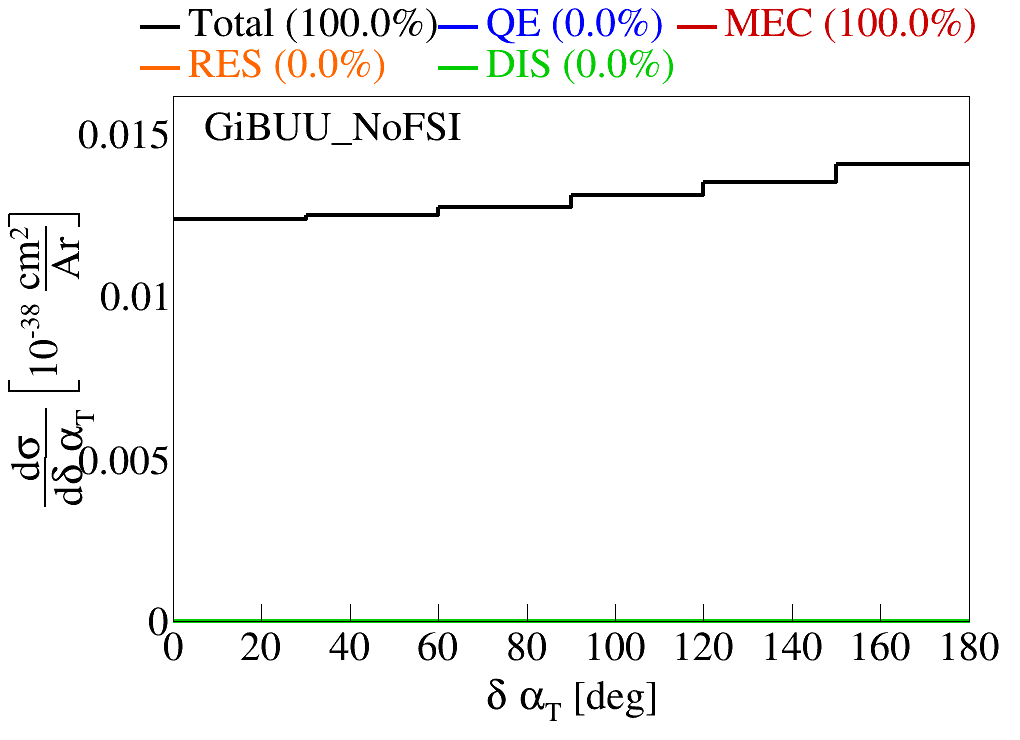 Total (100.0%) QE (0.0%) MEC (100.0%)
RES (0.0%) DIS (0.0%)
GiBUU_NoFSI
0.015
0.01
0.005
0
dσ
dδ α_T
[10^-38 cm^2
Ar]
0 20 40 60 80 100 120 140 160 180
δ α_T [deg]